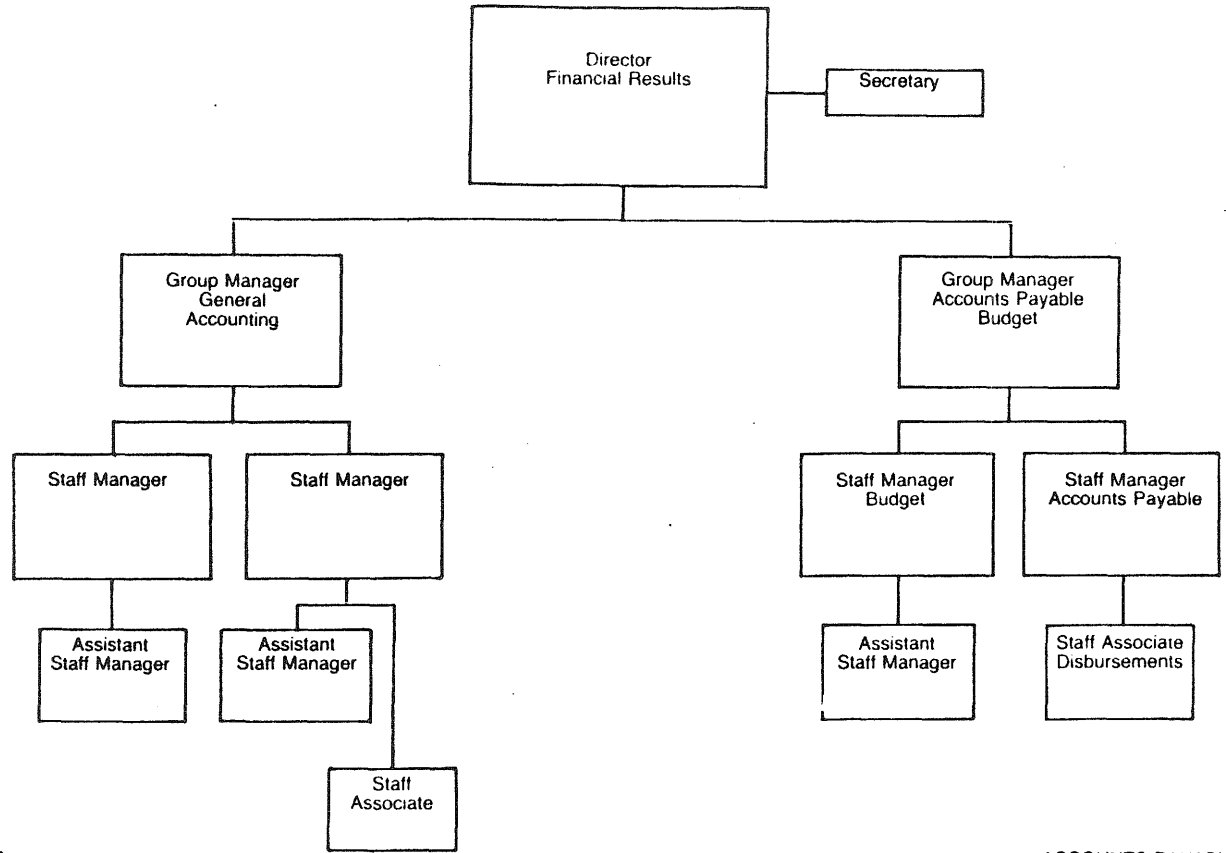 Director
Financial Results
Secretary
Group Manager
General
Accounting
Group Manager
Accounts Payable
Budget
Staff Manager
Staff Manager
Staff Manager
Budget
Staff Manager
Accounts Payable
Assistant
Staff Manager
Assistant
Staff Manager
Assistant
Staff Manager
Staff Associate
Disbursements
Staff
Associate